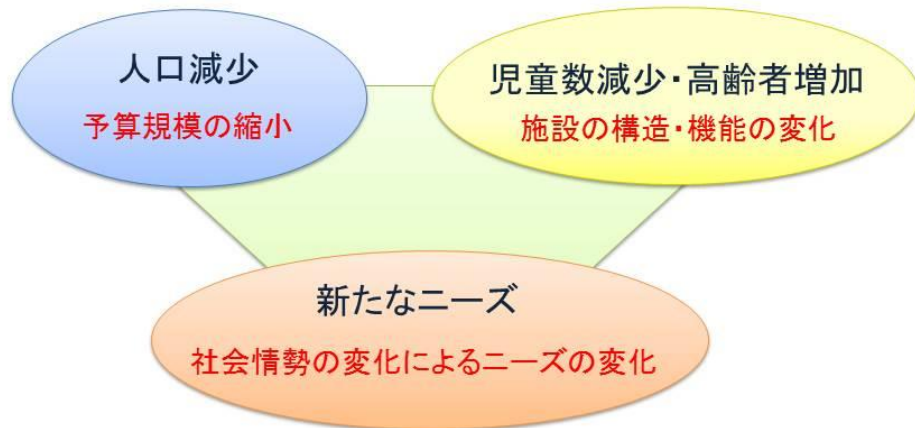 人口減少
予算規模の縮小
児童数減少・高齢者増加
施設の構造・機能の変化
新たなニーズ
社会情勢の変化によるニーズの変化